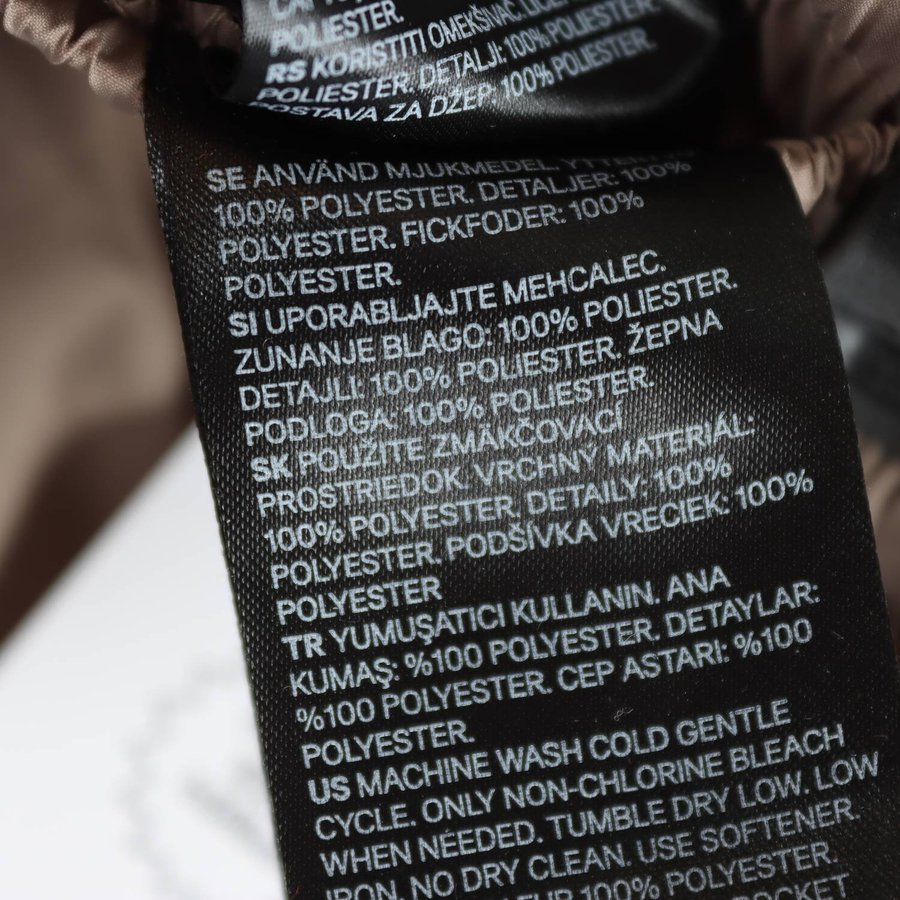 POLIESTER.
RS KORISTITI OMEKŠIVAČ.
POLIESTER. DETALJI: 100% POLIESTER.
POSTAVA ZA DŽEP: 100% POLIESTER.
SE ANVÄND MJUKMEDEL.
100% POLYESTER. DETALJER: 100%
POLYESTER. FICKFODER: 100%
POLYESTER.
SI UPORABLJAJTE MEHCALEC.
ZUNANJE BLAGO: 100% POLIESTER.
DETAJLI: 100% POLIESTER. ŽEPNA
PODLOGA: 100% POLIESTER.
SK POUŽITE ZMÄKČOVACÍ
PROSTRIEDOK. VRCHNÝ MATERIÁL:
100% POLYESTER, DETAILY: 100%
POLYESTER, PODŠÍVKA VRECIEK: 100%
POLYESTER
TR YUMUŞATICI KULLANIN. ANA
KUMAŞ: %100 POLYESTER. DETAYLAR:
%100 POLYESTER. CEP ASTARI: %100
POLYESTER.
US MACHINE WASH COLD GENTLE
CYCLE. ONLY NON-CHLORINE BLEACH
WHEN NEEDED. TUMBLE DRY LOW. LOW
IRON. NO DRY CLEAN. USE SOFTENER.
100% POLYESTER.
POCKET